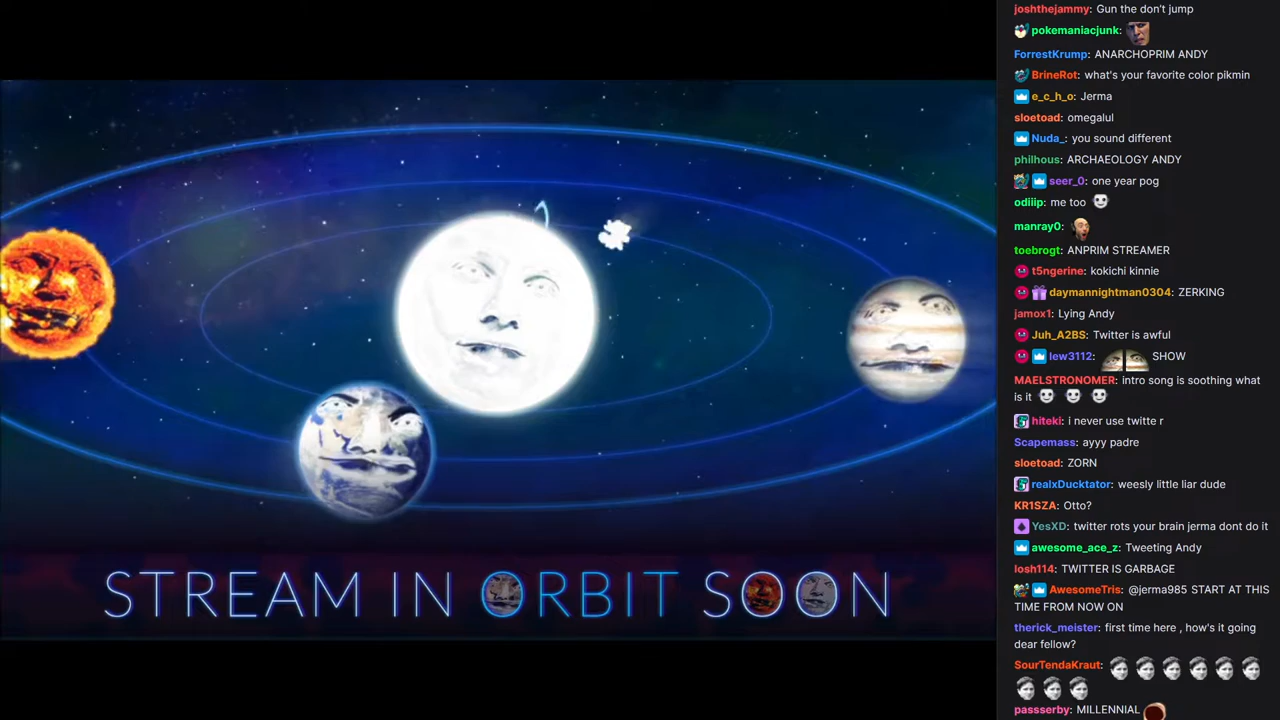 STREAM IN ORBIT SOON
joshthejammy: Gun the don't jump
pokemaniacjunk:
ForrestKrump: ANARCHOPRIM ANDY
BrineRot: what's your favorite color pikmin
e_c_h_o: Jerma
sloetoad: omegalul
Nuda_: you sound different
philhous: ARCHAEOLOGY ANDY
seer_0: one year pog
odiiip: me too
manray0:
toebrogt: ANPRIM STREAMER
t5ngerine: kokichi kinnie
daymannightman0304: ZERKING
jamox1: Lying Andy
Juh_A2BS: Twitter is awful
lew3112: SHOW
MAELSTRONOMER: intro song is soothing what
is it
hiteki: i never use twitte r
Scapemass: ayyy padre
sloetoad: ZORN
realxDucktator: weesly little liar dude
KR1SZA: Otto?
YesXD: twitter rots your brain jerma dont do it
awesome_ace_z: Tweeting Andy
losh114: TWITTER IS GARBAGE
AwesomeTris: @jerma985 START AT THIS
TIME FROM NOW ON
therick_meister: first time here , how's it going
dear fellow?
SourTendaKraut:
passserby: MILLENNIAL